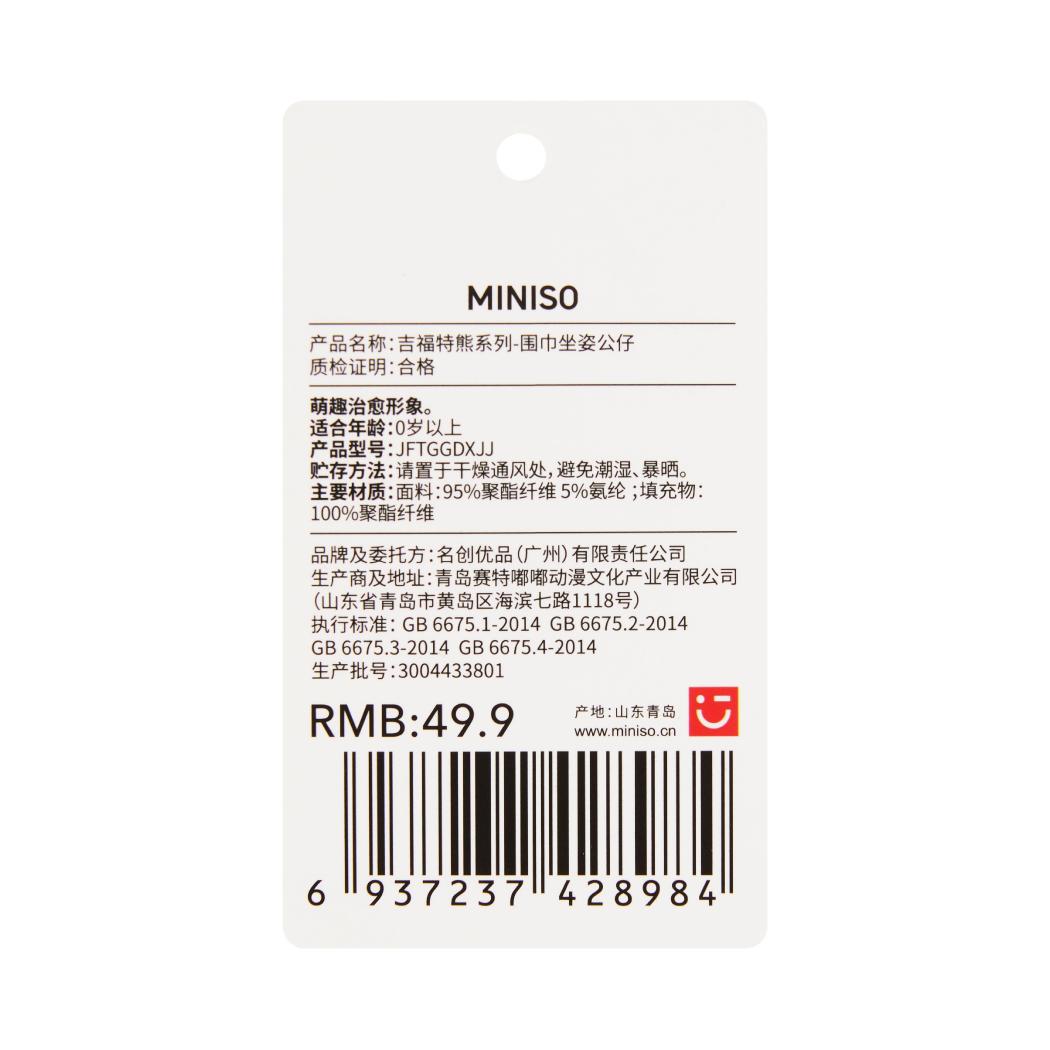 MINISO
产品名称:吉福特熊系列-围巾坐姿公仔
质检证明:合格
萌趣治愈形象。
适合年龄:0岁以上
产品型号:JFTGGDXJJ
贮存方法:请置于干燥通风处,避免潮湿、暴晒。
主要材质:面料:95%聚酯纤维 5%氨纶 ;填充物:
100%聚酯纤维
品牌及委托方:名创优品(广州)有限责任公司
生产商及地址:青岛赛特嘟嘟动漫文化产业有限公司
(山东省青岛市黄岛区海滨七路1118号)
执行标准: GB 6675.1-2014 GB 6675.2-2014
GB 6675.3-2014 GB 6675.4-2014
生产批号:3004433801
RMB:49.9
产地:山东青岛
www.miniso.cn
6 937237 428984